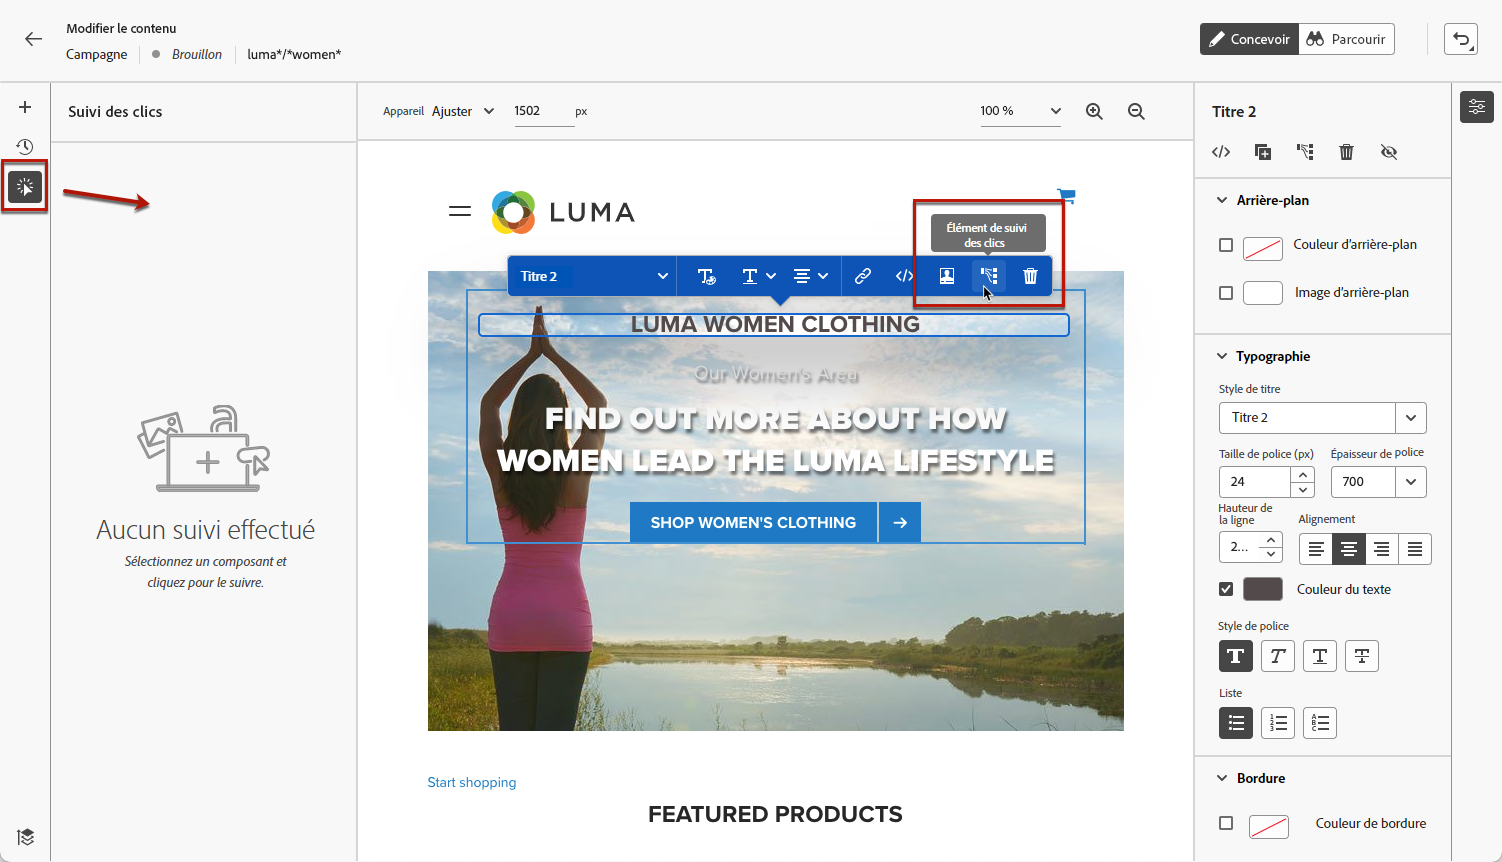 Modifier le contenu
Campagne Brouillon luma*/*women*
Concevoir Parcourir
Suivi des clics
Appareil Ajuster 1502 px 100 %
Titre 2
LUMA
Élément de suivi
des clics
Titre 2
LUMA WOMEN CLOTHING
Our Women's Area
FIND OUT MORE ABOUT HOW
WOMEN LEAD THE LUMA LIFESTYLE
SHOP WOMEN'S CLOTHING
Aucun suivi effectué
Sélectionnez un composant et
cliquez pour le suivre.
Start shopping
FEATURED PRODUCTS
Arrière-plan
Couleur d'arrière-plan
Image d'arrière-plan
Typographie
Style de titre
Titre 2
Taille de police (px) Épaisseur de police
24 700
Hauteur de
la ligne
Alignement
2...
Couleur du texte
Style de police
Liste
Bordure
Couleur de bordure